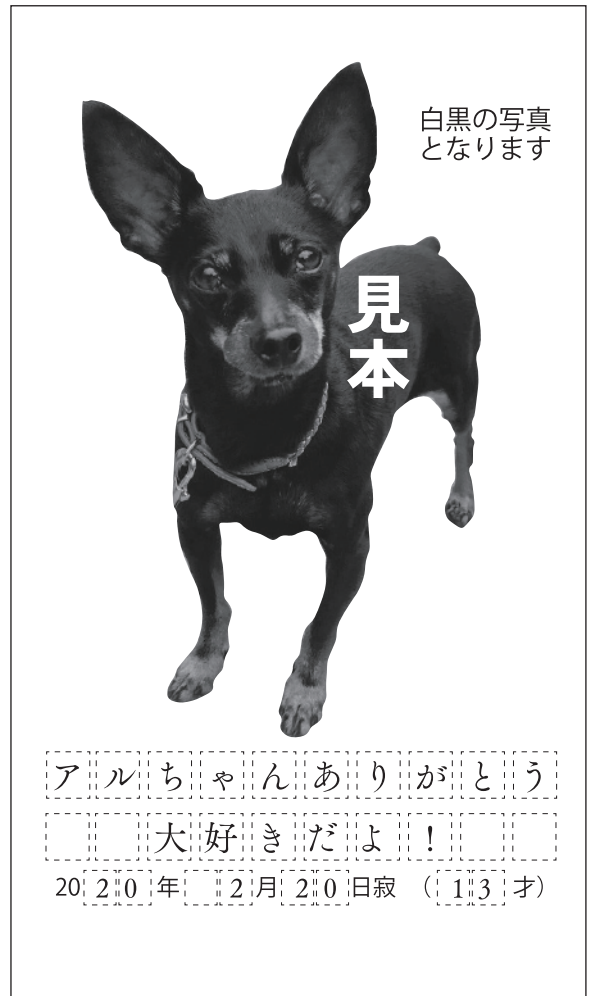 白黒の写真
となります
見本
アルちゃんありがとう
大好きだよ！
2020年 2月20日寂（13才）